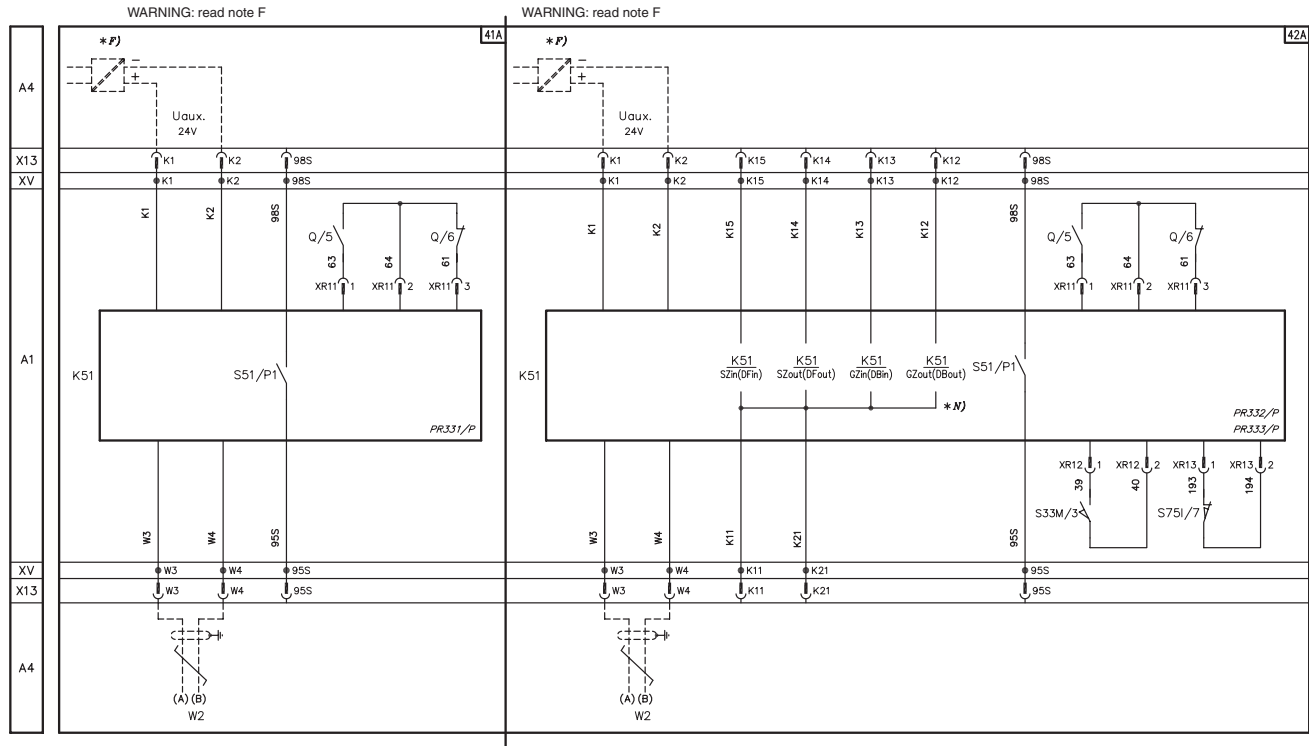 WARNING: read note F
WARNING: read note F
*F)
41A
*F)
42A
A4
−
+
Uaux.
24V
−
+
Uaux.
24V
X13
K1
K2
98S
K1
K2
K15
K14
K13
K12
98S
XV
K1
K2
98S
K1
K2
K15
K14
K13
K12
98S
K1
K2
98S
Q/5
Q/6
63
64
61
XR11 1
XR11 2
XR11 3
K1
K2
K15
K14
K13
K12
98S
Q/5
Q/6
63
64
61
XR11 1
XR11 2
XR11 3
A1
K51
S51/P1
PR331/P
K51
K51
SZin(DFin)
K51
SZout(DFout)
K51
GZin(DBin)
K51
GZout(DBout)
S51/P1
*N)
PR332/P
PR333/P
XR12 1
XR12 2
XR13 1
XR13 2
39
40
193
194
S33M/3
S75I/7
W3
W4
95S
W3
W4
K11
K21
95S
XV
W3
W4
95S
W3
W4
K11
K21
95S
X13
W3
W4
95S
W3
W4
K11
K21
95S
A4
(A) (B)
W2
(A) (B)
W2